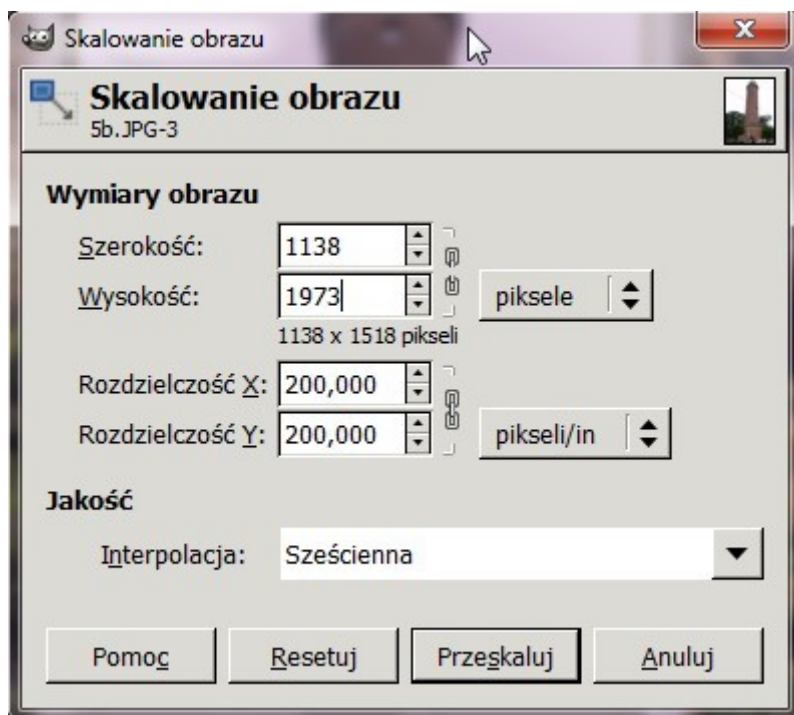 Skalowanie obrazu
Skalowanie obrazu
5b.JPG-3
Wymiary obrazu
Szerokość: 1138
Wysokość: 1973 piksele
1138 x 1518 pikseli
Rozdzielczość X: 200,000
Rozdzielczość Y: 200,000 pikseli/in
Jakość
Interpolacja: Sześcienna
Pomoc Resetuj Przeskaluj Anuluj